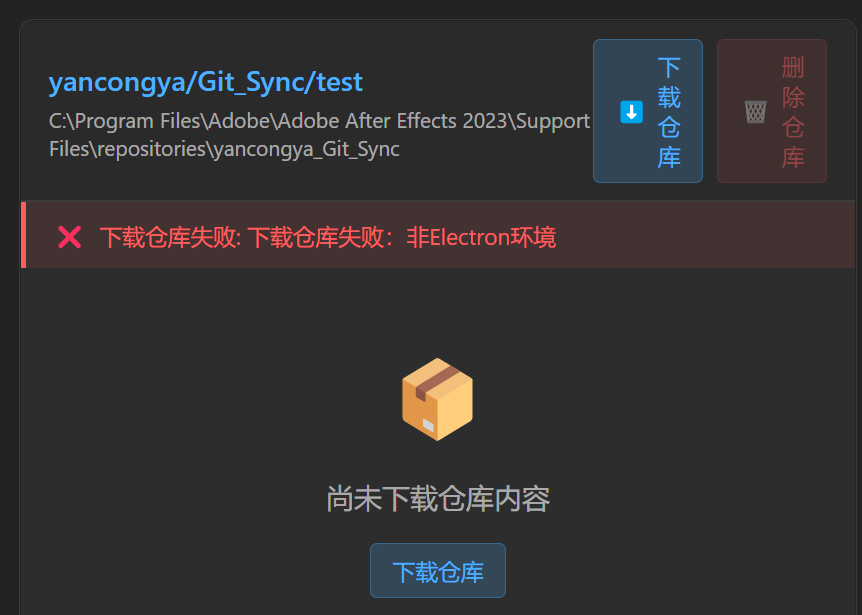 yancongya/Git_Sync/test
C:\Program Files\Adobe\Adobe After Effects 2023\Support
Files\repositories\yancongya_Git_Sync
下
载
仓
库
删
除
仓
库
下载仓库失败: 下载仓库失败：非Electron环境
尚未下载仓库内容
下载仓库